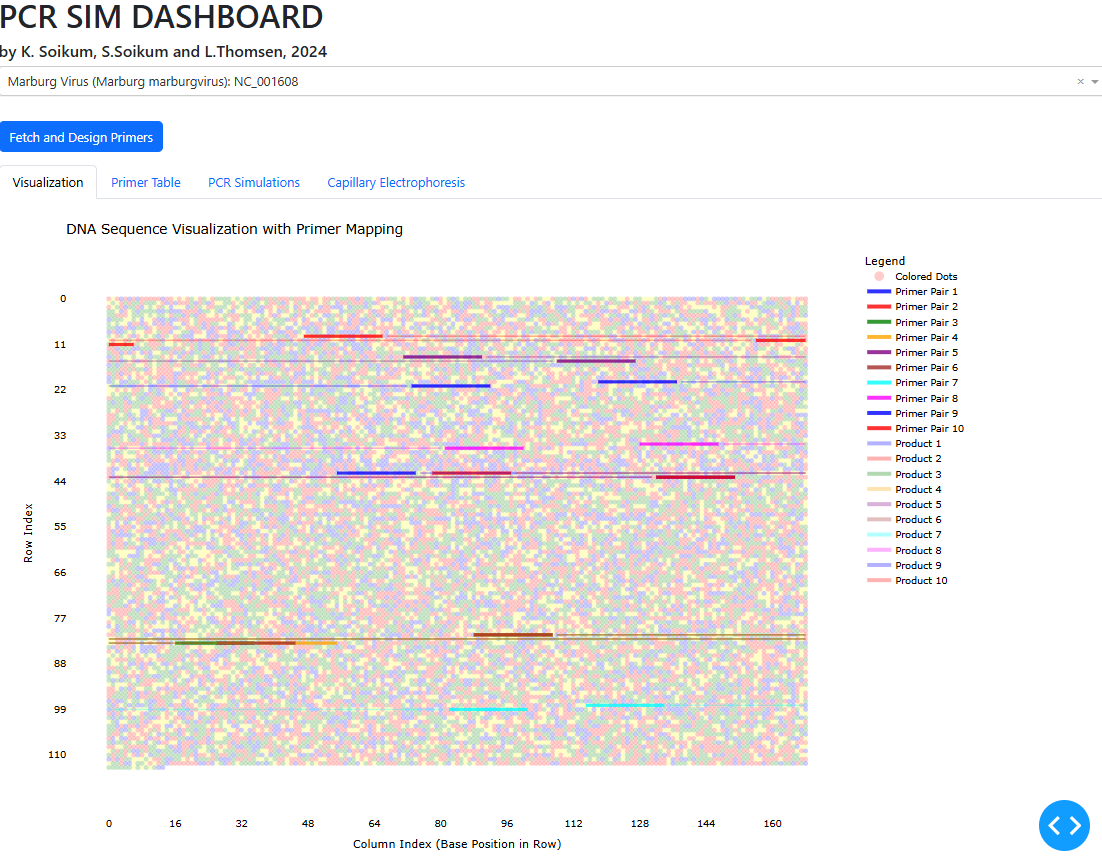 PCR SIM DASHBOARD
by K. Soikum, S.Soikum and L.Thomsen, 2024
Marburg Virus (Marburg marburgvirus): NC_001608
Fetch and Design Primers
Visualization Primer Table PCR Simulations Capillary Electrophoresis
DNA Sequence Visualization with Primer Mapping
Legend
Colored Dots
Primer Pair 1
Primer Pair 2
Primer Pair 3
Primer Pair 4
Primer Pair 5
Primer Pair 6
Primer Pair 7
Primer Pair 8
Primer Pair 9
Primer Pair 10
Product 1
Product 2
Product 3
Product 4
Product 5
Product 6
Product 7
Product 8
Product 9
Product 10
Row Index
0
11
22
33
44
55
66
77
88
99
110
0 16 32 48 64 80 96 112 128 144 160
Column Index (Base Position in Row)